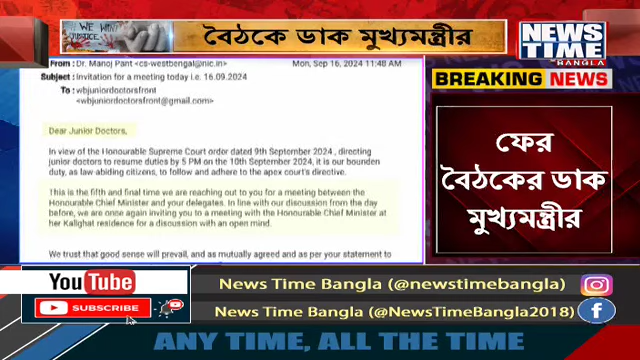 WE WANT
JUSTICE
বৈঠকে ডাক মুখ্যমন্ত্রীর
NEWS
TIME
BANGLA
From: Dr. Manoj Pant <cs-westbengal@nic.in> Mon, Sep 16, 2024 11:48 AM
Subject: Invitation for a meeting today i.e. 16.09.2024
To: wbjuniordoctorsfront
<wbjuniordoctorsfront@gmail.com>
Dear Junior Doctors,
In view of the Honourable Supreme Court order dated 9th September 2024, directing
junior doctors to resume duties by 5 PM on the 10th September 2024, it is our bounden
duty, as law-abiding citizens, to follow and adhere to the apex court's directive.
This is the fifth and final time we are reaching out to you for a meeting between the
Honourable Chief Minister and your delegates. In line with our discussion from the day
before, we are once again inviting you to a meeting with the Honourable Chief Minister at
her Kalighat residence for a discussion with an open mind.
We trust that good sense will prevail, and as mutually agreed and as per your statement to
BREAKING NEWS
ফের
বৈঠকের ডাক
মুখ্যমন্ত্রীর
YouTube
SUBSCRIBE
News Time Bangla (@newstimebangla)
News Time Bangla (@NewsTimeBangla2018)
ANY TIME, ALL THE TIME